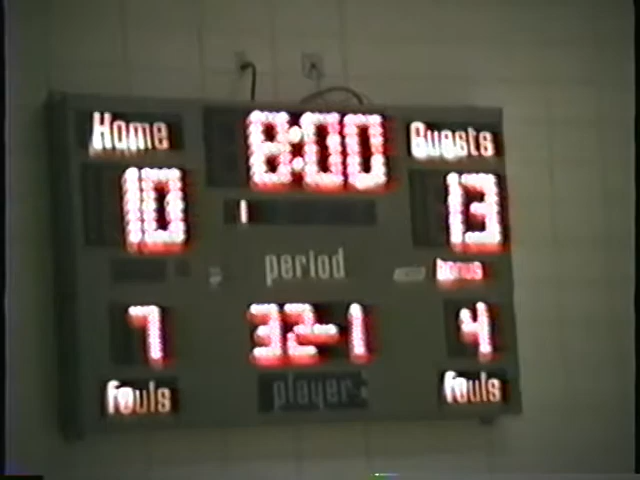 Home 8:00 Guests
10 1 13
period bonus
7 32-1 4
fouls player fouls